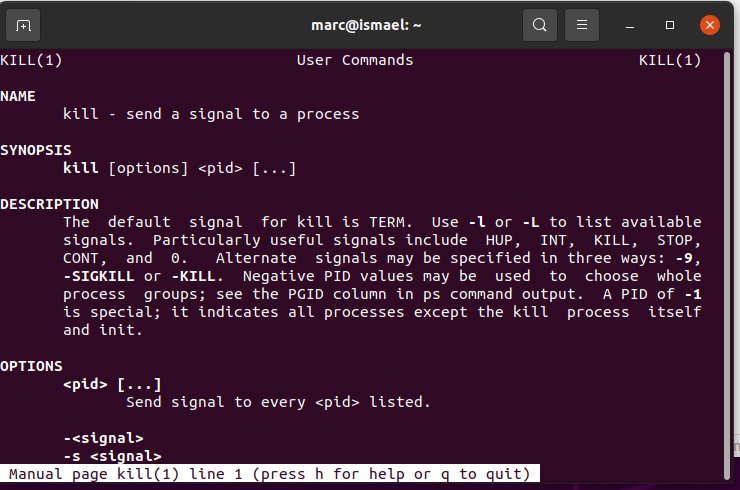 marc@ismael: ~
KILL(1) User Commands KILL(1)
NAME
kill - send a signal to a process
SYNOPSIS
kill [options] <pid> [...]
DESCRIPTION
The default signal for kill is TERM. Use -l or -L to list available
signals. Particularly useful signals include HUP, INT, KILL, STOP,
CONT, and 0. Alternate signals may be specified in three ways: -9,
-SIGKILL or -KILL. Negative PID values may be used to choose whole
process groups; see the PGID column in ps command output. A PID of -1
is special; it indicates all processes except the kill process itself
and init.
OPTIONS
<pid> [...]
Send signal to every <pid> listed.
-<signal>
-s <signal>
Manual page kill(1) line 1 (press h for help or q to quit)